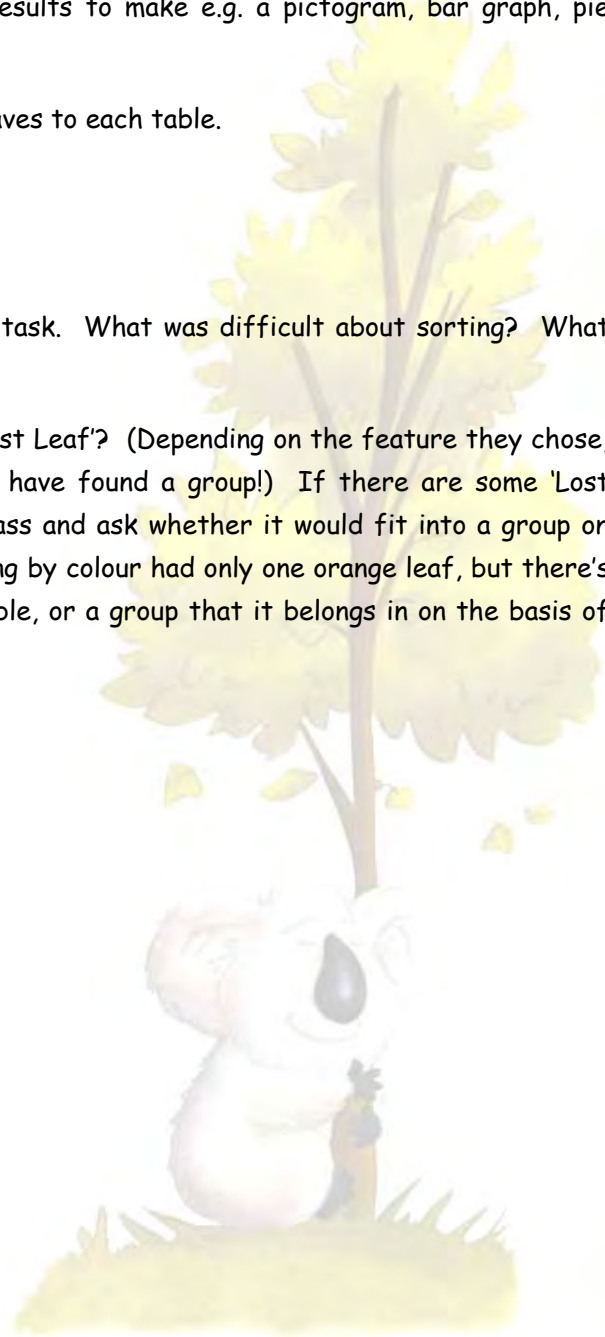 esults to make e.g. a pictogram, bar graph, pie
ves to each table.
task. What was difficult about sorting? What
st Leaf'? (Depending on the feature they chose,
have found a group!) If there are some 'Lost
ass and ask whether it would fit into a group on
ng by colour had only one orange leaf, but there's
ble, or a group that it belongs in on the basis of